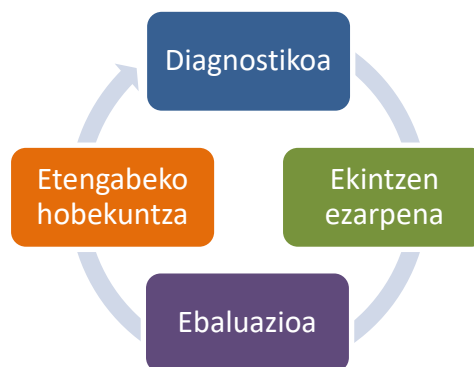 Diagnostikoa
Ekintzen
ezarpena
Ebaluazioa
Etengabeko
hobekuntza